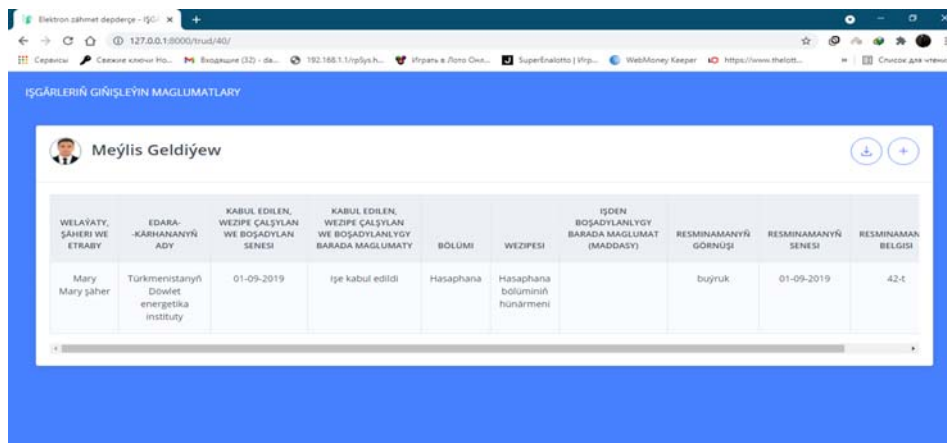 Elektron zähmet depderçe - IŞG
127.0.0.1:8000/trud/40/
Сервисы Свежие ключи Но... Входящие (32) - da... 192.168.1.1/rpSys.h... Играть в Лото Онл... SuperEnalotto | Игр... WebMoney Keeper https://www.thelott... » Список для чтени
IŞGÄRLERIŇ GIŇIŞLEÝIN MAGLUMATLARY
Meýlis Geldiýew
WELAÝATY, ŞÄHERI WE ETRABY
EDARA--KÄRHANANYŇ ADY
KABUL EDILEN, WEZIPE ÇALŞYLAN WE BOŞADYLAN SENESI
KABUL EDILEN, WEZIPE ÇALŞYLAN WE BOŞADYLANLYGY BARADA MAGLUMATY
BÖLÜMI
WEZIPESI
IŞDEN BOŞADYLANLYGY BARADA MAGLUMAT (MADDASY)
RESMINAMANYŇ GÖRNÜŞI
RESMINAMANYŇ SENESI
RESMINAMAN BELGISI
Mary
Mary şäher
Türkmenistanyň Döwlet energetika instituty
01-09-2019
işe kabul edildi
Hasaphana
Hasaphana bölüminiň hünärmeni
buýruk
01-09-2019
42-t